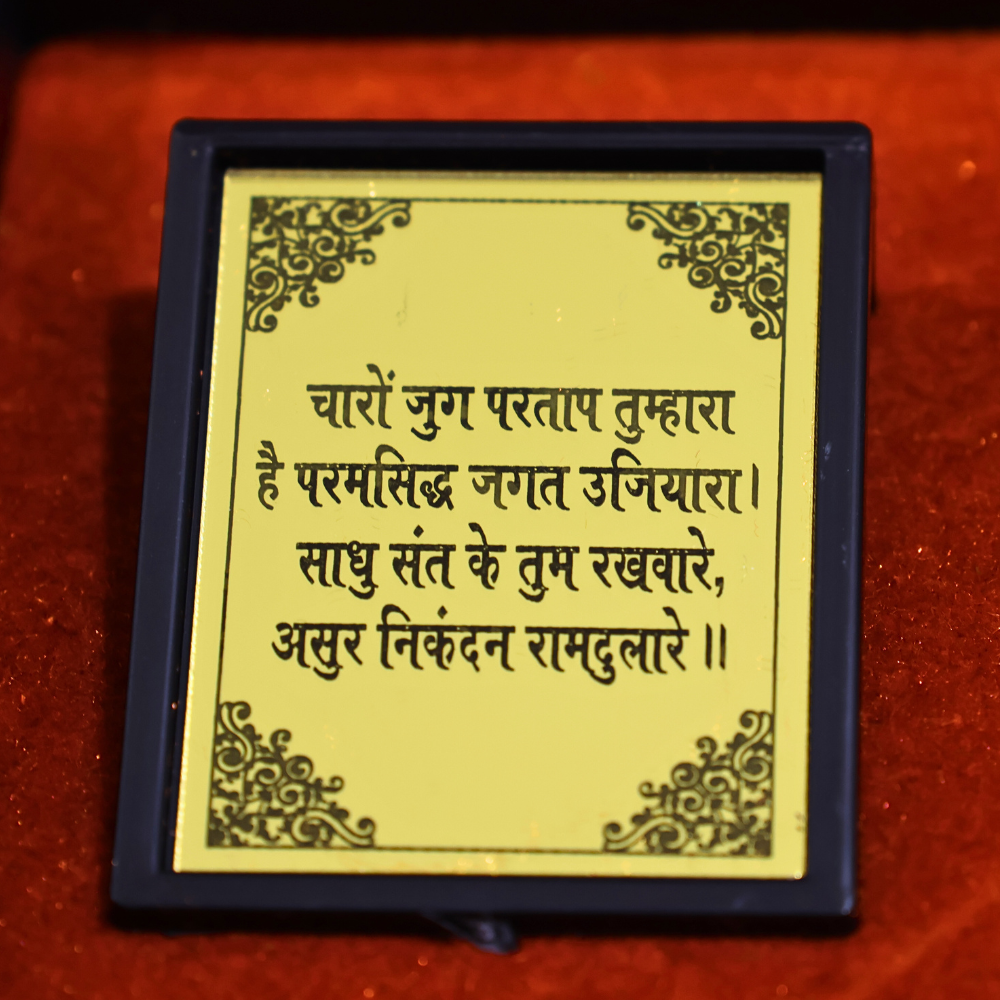 चारों जुग परताप तुम्हारा
है परमसिद्ध जगत उजियारा।
साधु संत के तुम रखवारे,
असुर निकंदन रामदुलारे॥